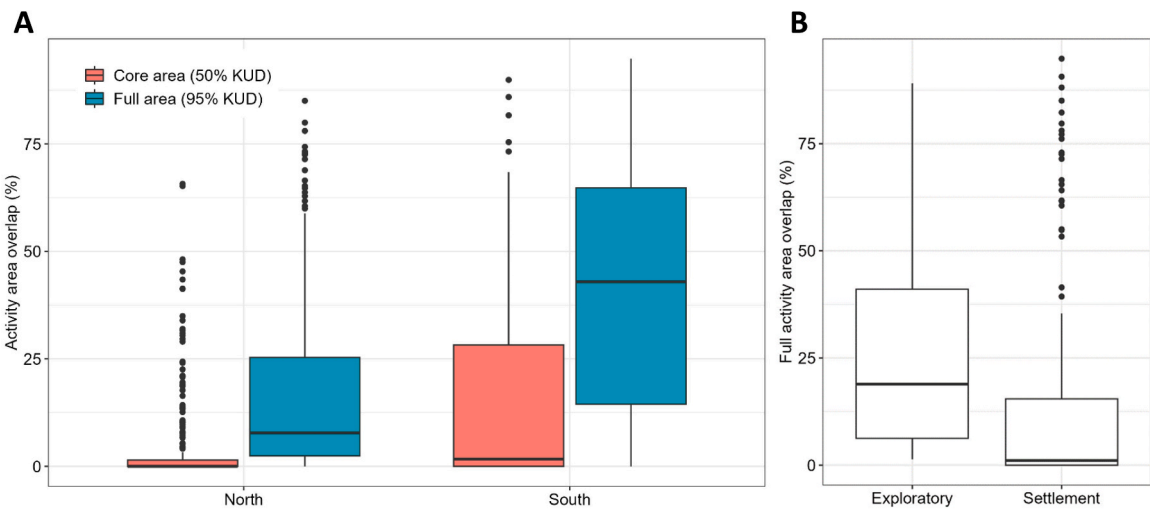 A
Core area (50% KUD)
Full area (95% KUD)
Activity area overlap (%)
75
50
25
0
North
South
B
Full activity area overlap (%)
75
50
25
0
Exploratory
Settlement